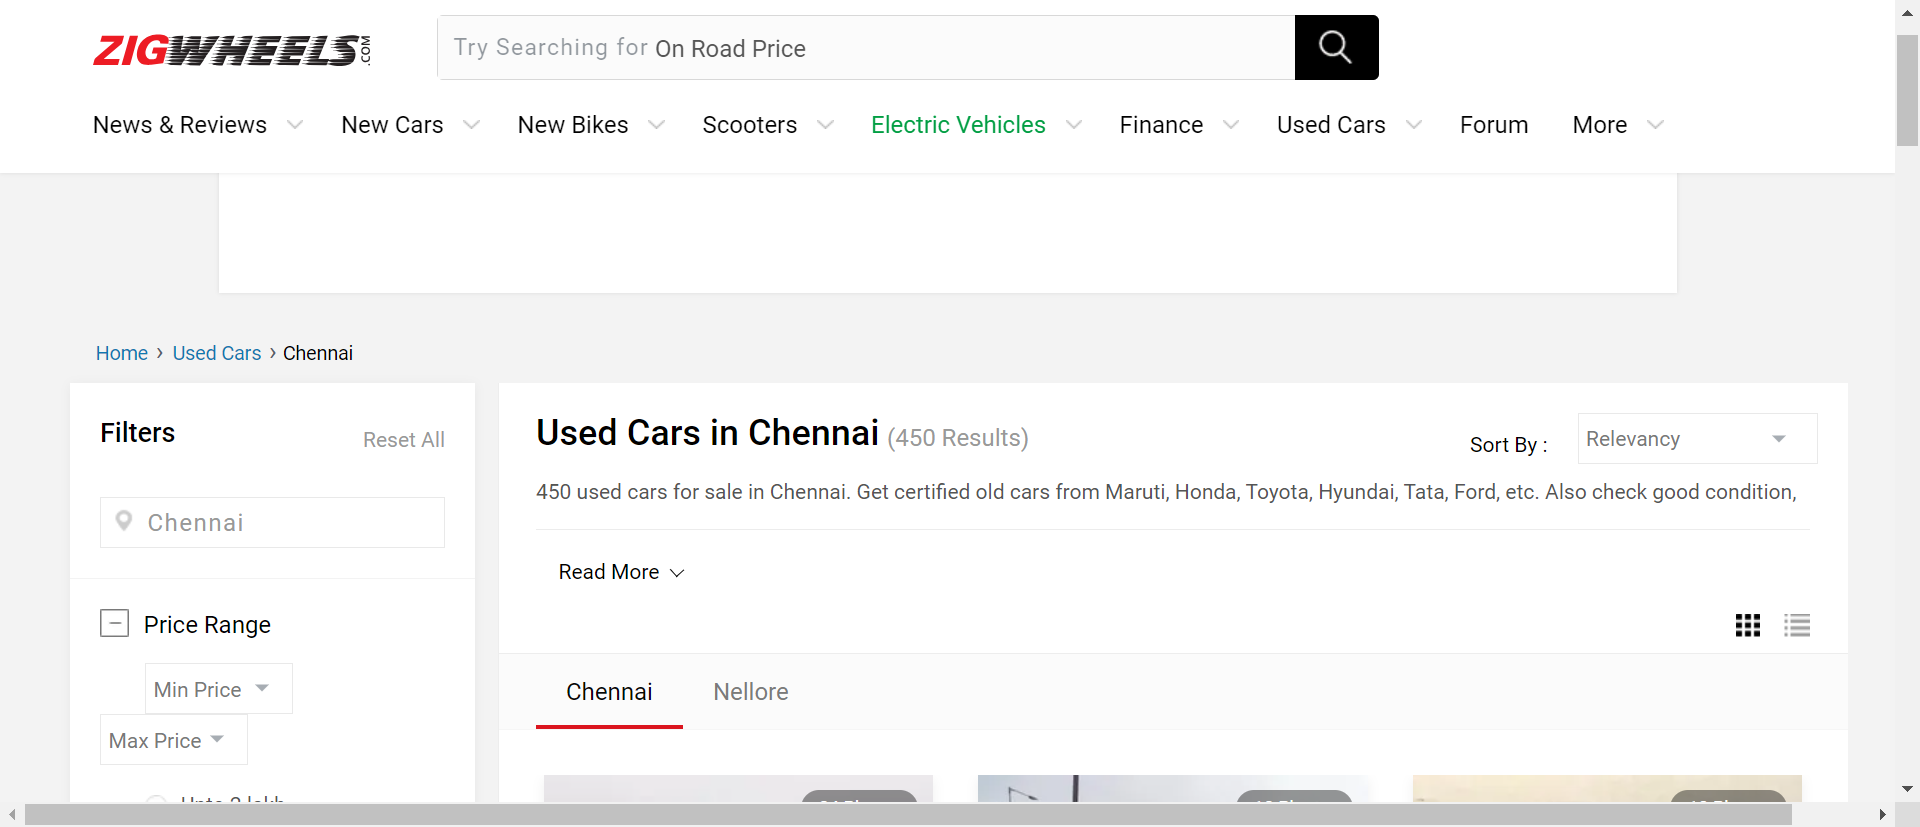 ZIGWHEELS.COM
Try Searching for On Road Price
News & Reviews New Cars New Bikes Scooters Electric Vehicles Finance Used Cars Forum More
Home › Used Cars › Chennai
Filters
Reset All
Chennai
Price Range
Min Price
Max Price
Used Cars in Chennai (450 Results)
Sort By : Relevancy
450 used cars for sale in Chennai. Get certified old cars from Maruti, Honda, Toyota, Hyundai, Tata, Ford, etc. Also check good condition,
Read More
Chennai Nellore